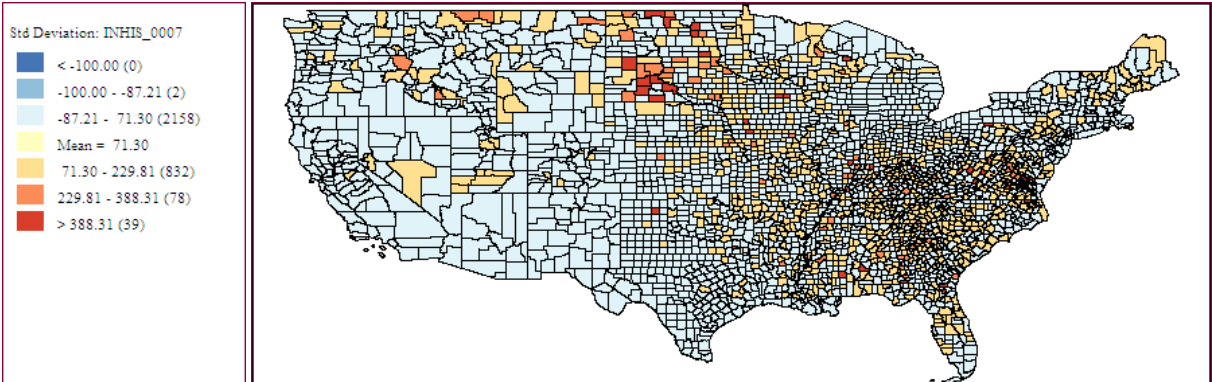 Std Deviation: INHIS_0007
< -100.00 (0)
-100.00 - -87.21 (2)
-87.21 - 71.30 (2158)
Mean = 71.30
71.30 - 229.81 (832)
229.81 - 388.31 (78)
> 388.31 (39)